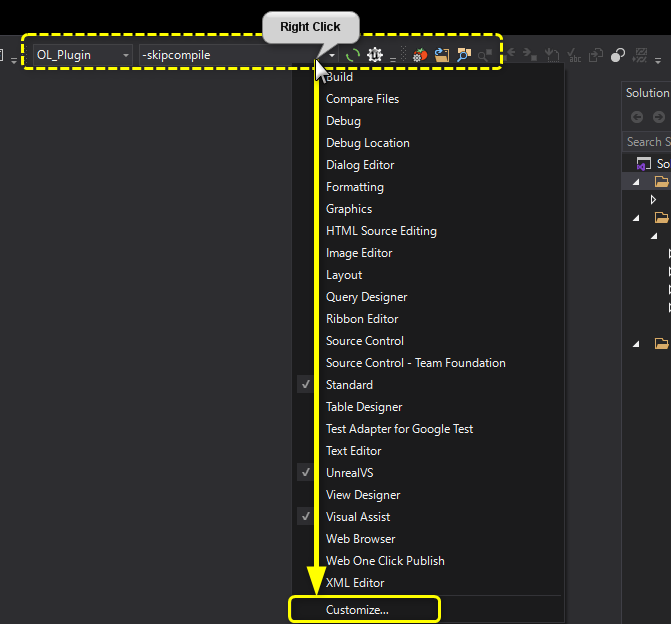 Right Click
OL_Plugin
-skipcompile
Build
Compare Files
Debug
Debug Location
Dialog Editor
Formatting
Graphics
HTML Source Editing
Image Editor
Layout
Query Designer
Ribbon Editor
Source Control
Source Control - Team Foundation
Standard
Table Designer
Test Adapter for Google Test
Text Editor
UnrealVS
View Designer
Visual Assist
Web Browser
Web One Click Publish
XML Editor
Customize...
Solution
Search S
So